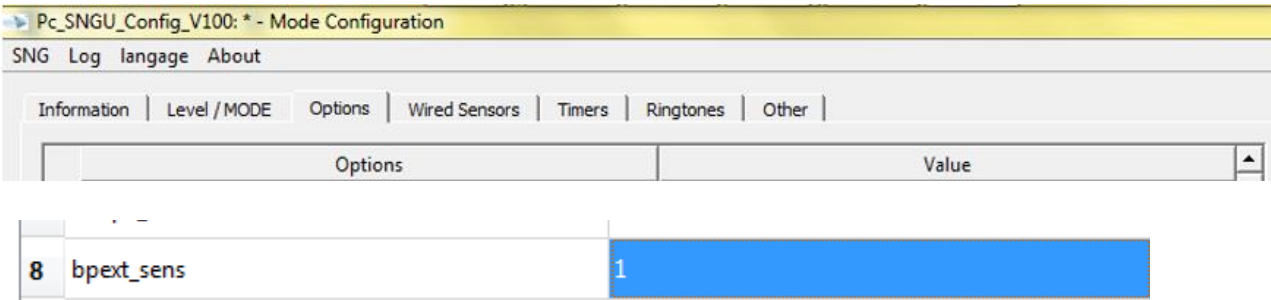 Pc_SNGU_Config_V100: * - Mode Configuration
SNG Log langage About
Information Level / MODE Options Wired Sensors Timers Ringtones Other
Options Value
8 bpext_sens 1